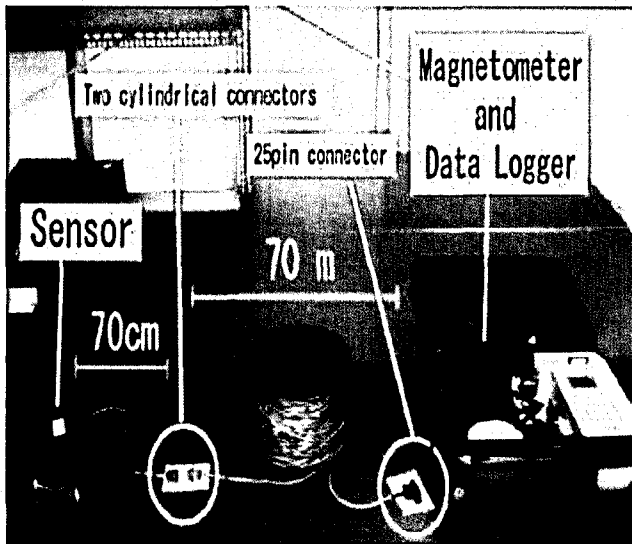 Two cylindrical connectors
25pin connector
Magnetometer
and
Data Logger
Sensor
70 m
70cm